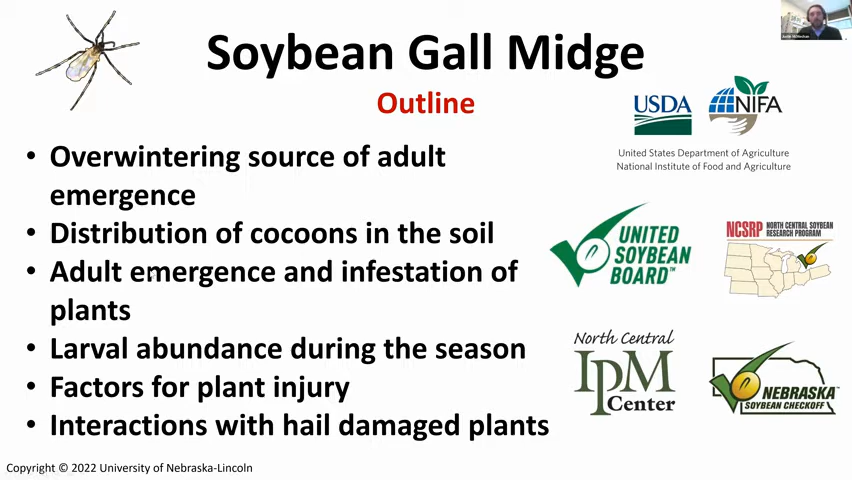 Soybean Gall Midge
Outline
• Overwintering source of adult
emergence
• Distribution of cocoons in the soil
• Adult emergence and infestation of
plants
• Larval abundance during the season
• Factors for plant injury
• Interactions with hail damaged plants
USDA
NIFA
United States Department of Agriculture
National Institute of Food and Agriculture
UNITED
SOYBEAN
BOARD™
NCSRP NORTH CENTRAL SOYBEAN
RESEARCH PROGRAM
North Central
IPM
Center
NEBRASKA
SOYBEAN CHECKOFF
Copyright © 2022 University of Nebraska-Lincoln